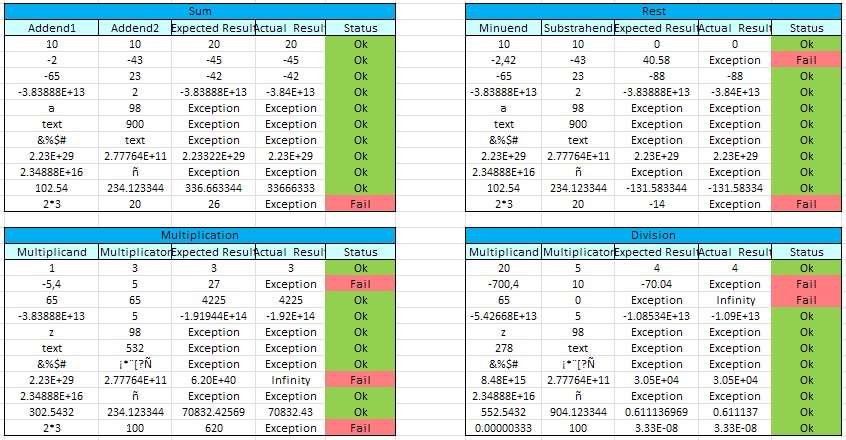 Sum
Addend1 Addend2 Expected Result Actual Result Status
10 10 20 20 Ok
-2 -43 -45 -45 Ok
-65 23 -42 -42 Ok
-3.83888E+13 2 -3.83888E+13 -3.84E+13 Ok
a 98 Exception Exception Ok
text 900 Exception Exception Ok
&%$# text Exception Exception Ok
2.23E+29 2.77764E+11 2.23322E+29 2.23E+29 Ok
2.34888E+16 ñ Exception Exception Ok
102.54 234.123344 336.663344 33666333 Ok
2*3 20 26 Exception Fail
Rest
Minuend Substrahend Expected Result Actual Result Status
10 10 0 0 Ok
-2,42 -43 40.58 Exception Fail
-65 23 -88 -88 Ok
-3.83888E+13 2 -3.83888E+13 -3.84E+13 Ok
a 98 Exception Exception Ok
text 900 Exception Exception Ok
&%$# text Exception Exception Ok
2.23E+29 2.77764E+11 2.23E+29 2.23E+29 Ok
2.34888E+16 ñ Exception Exception Ok
102.54 234.123344 -131.583344 -131.58334 Ok
2*3 20 -14 Exception Fail
Multiplication
Multiplicand Multiplicator Expected Result Actual Result Status
1 3 3 3 Ok
-5,4 5 27 Exception Fail
65 65 4225 4225 Ok
-3.83888E+13 5 -1.91944E+14 -1.92E+14 Ok
z 98 Exception Exception Ok
text 532 Exception Exception Ok
&%$# ¡*¨[?Ñ Exception Exception Ok
2.23E+29 2.77764E+11 6.20E+40 Infinity Fail
2.34888E+16 ñ Exception Exception Ok
302.5432 234.123344 70832.42569 70832.43 Ok
2*3 100 620 Exception Fail
Division
Multiplicand Multiplicator Expected Result Actual Result Status
20 5 4 4 Ok
-700,4 10 -70.04 Exception Fail
65 0 Exception Infinity Fail
-5.42668E+13 5 -1.08534E+13 -1.09E+13 Ok
z 98 Exception Exception Ok
278 text Exception Exception Ok
&%$# ¡*¨[?Ñ Exception Exception Ok
8.48E+15 2.77764E+11 3.05E+04 3.05E+04 Ok
2.34888E+16 ñ Exception Exception Ok
552.5432 904.123344 0.611136969 0.611137 Ok
0.00000333 100 3.33E-08 3.33E-08 Ok